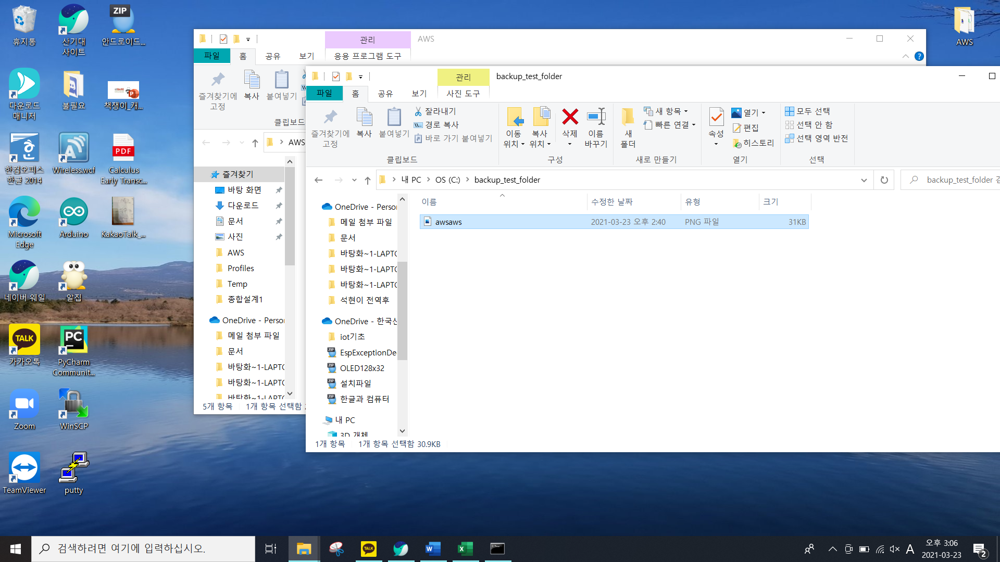 휴지통
산기대
사이트
ZIP
안드로이드...
다운로드
매니저
불필요
책쟁이_캐...
한컴오피스
한글 2014
Wireless.wcf
PDF
Calculus
Early Transc...
Microsoft
Edge
Arduino
KakaoTalk_...
네이버 웨일
알집
TALK
카카오톡
PC
PyCharm
Communit...
Zoom
WinSCP
TeamViewer
putty
AWS
관리
AWS
파일
홈
공유
보기
응용 프로그램 도구
즐겨찾기에
고정
복사
붙여넣기
클립보드
AWS
즐겨찾기
바탕 화면
다운로드
문서
사진
AWS
Profiles
Temp
종합설계1
OneDrive - Person
메일 첨부 파일
문서
바탕화~1-LAPTO
바탕화~1-LAPTO
바탕화~1-LAPTO
5개 항목
1개 항목 선택함
관리
backup_test_folder
파일
홈
공유
보기
사진 도구
즐겨찾기에
고정
복사
붙여넣기
잘라내기
경로 복사
바로 가기 붙여넣기
클립보드
이동
위치
복사
위치
삭제
이름
바꾸기
구성
새
폴더
새 항목
빠른 연결
새로 만들기
속성
열기
편집
히스토리
열기
모두 선택
선택 안 함
선택 영역 반전
선택
내 PC
OS (C:)
backup_test_folder
backup_test_folder 검
이름
수정한 날짜
유형
크기
awsaws
2021-03-23 오후 2:40
PNG 파일
31KB
OneDrive - Person
메일 첨부 파일
문서
바탕화~1-LAPTO
바탕화~1-LAPTO
바탕화~1-LAPTO
석현이 전역후
OneDrive - 한국산
iot기초
EspExceptionDe
OLED128x32
설치파일
한글과 컴퓨터
내 PC
3D 개체
1개 항목
1개 항목 선택함 30.9KB
검색하려면 여기에 입력하십시오.
TALK
A
오후 3:06
2021-03-23
2